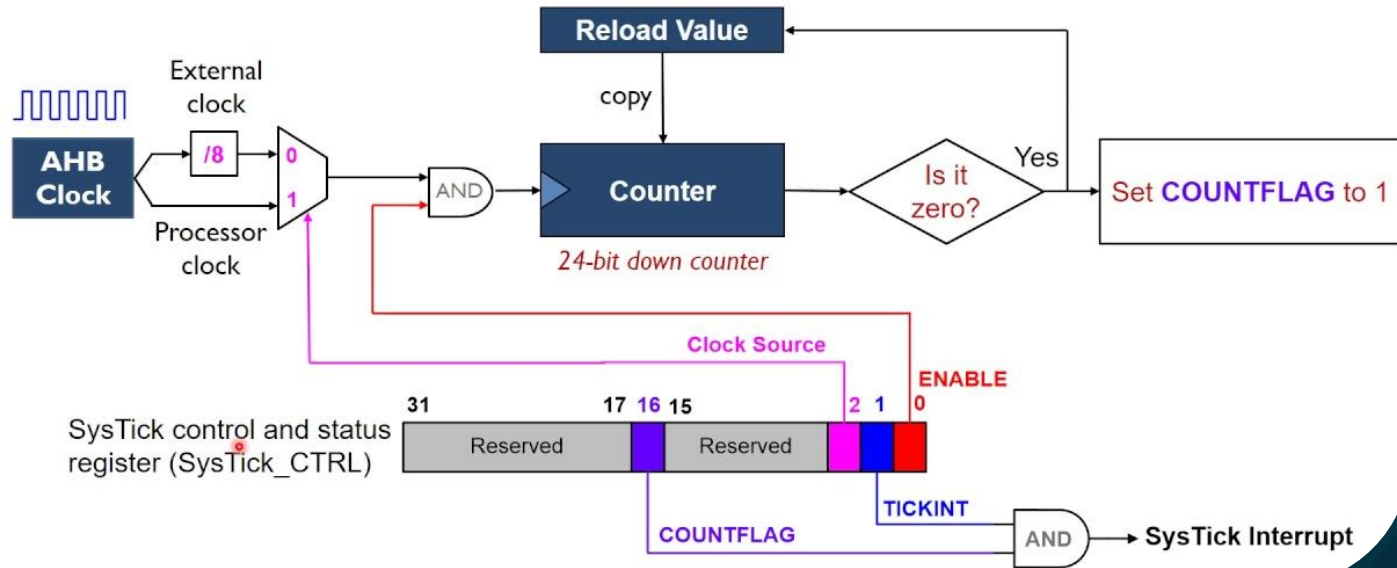 Reload Value
External
clock
copy
AHB
Clock
/8
0
1
Processor
clock
AND
Counter
24-bit down counter
Is it
zero?
Yes
Set COUNTFLAG to 1
Clock Source
ENABLE
31
17
16
15
2
1
0
SysTick control and status
register (SysTick_CTRL)
Reserved
Reserved
TICKINT
COUNTFLAG
AND
SysTick Interrupt